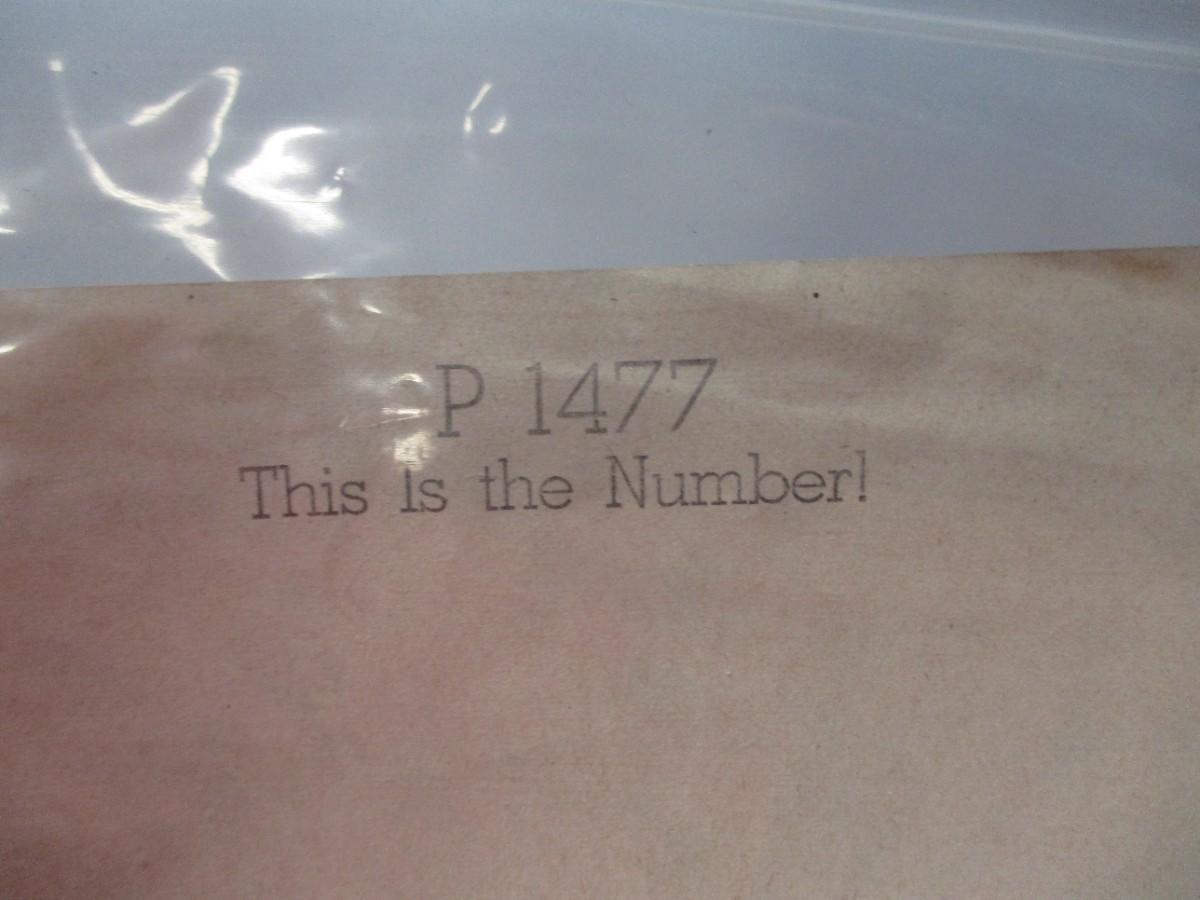 P 1477
This Is the Number!